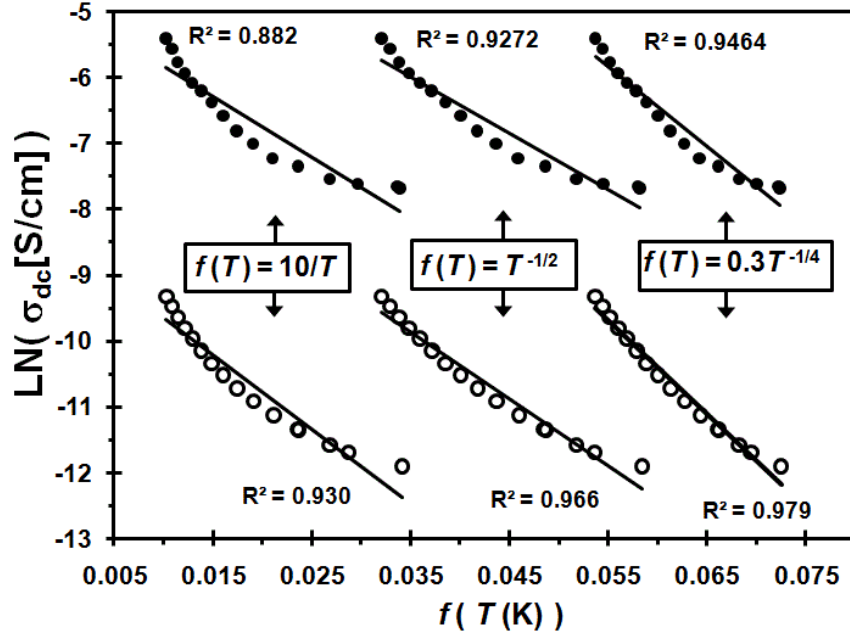 -5
-6
-7
-8
-9
-10
-11
-12
-13
LN( σdc[S/cm] )
R² = 0.882
R² = 0.9272
R² = 0.9464
f(T) = 10/T
f(T) = T^-1/2
f(T) = 0.3T^-1/4
R² = 0.930
R² = 0.966
R² = 0.979
0.005 0.015 0.025 0.035 0.045 0.055 0.065 0.075
f( T(K) )